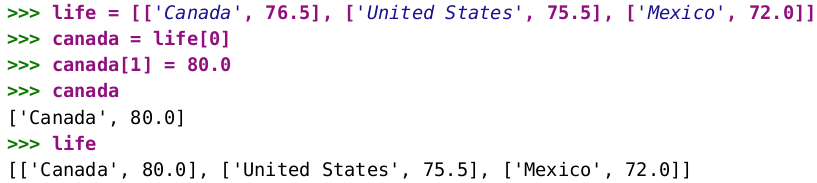 >>> life = [['Canada', 76.5], ['United States', 75.5], ['Mexico', 72.0]]
>>> canada = life[0]
>>> canada[1] = 80.0
>>> canada
['Canada', 80.0]
>>> life
[['Canada', 80.0], ['United States', 75.5], ['Mexico', 72.0]]